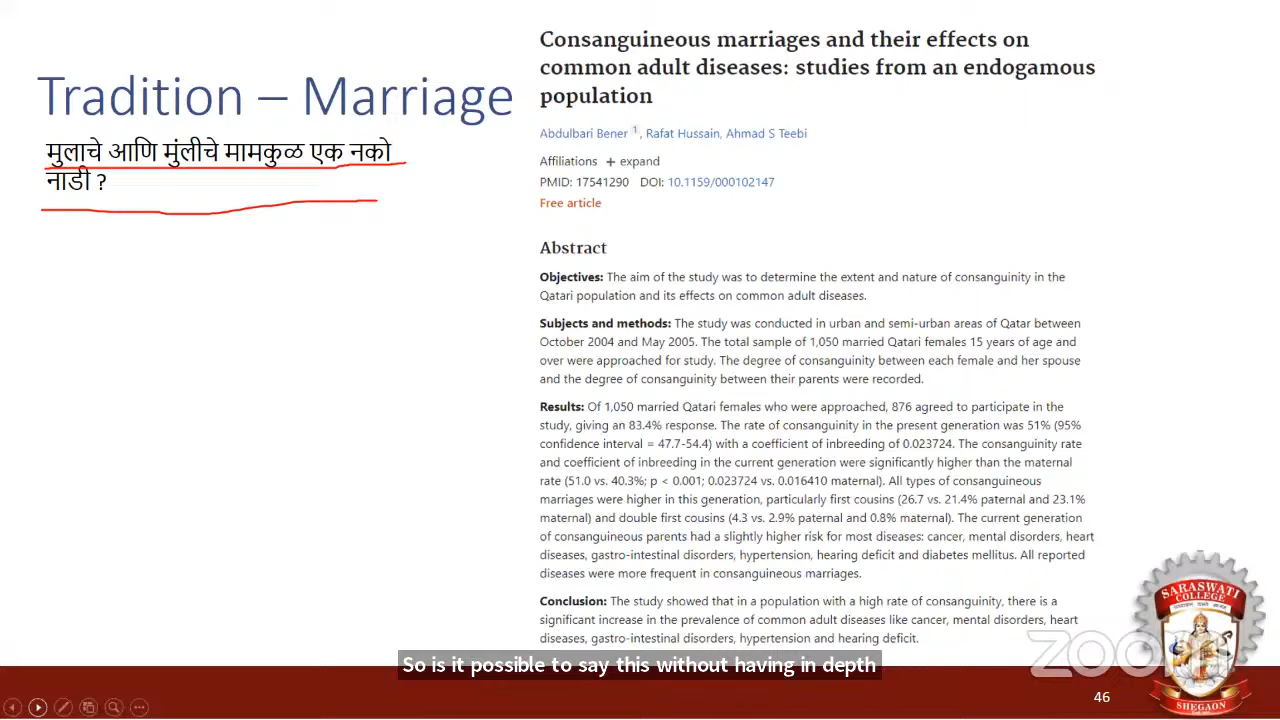 Tradition – Marriage
मुलाचे आणि मुंलीचे मामकुळ एक नको
नाडी ?
Consanguineous marriages and their effects on
common adult diseases: studies from an endogamous
population
Abdulbari Bener 1, Rafat Hussain, Ahmad S Teebi
Affiliations + expand
PMID: 17541290 DOI: 10.1159/000102147
Free article
Abstract
Objectives: The aim of the study was to determine the extent and nature of consanguinity in the
Qatari population and its effects on common adult diseases.
Subjects and methods: The study was conducted in urban and semi-urban areas of Qatar between
October 2004 and May 2005. The total sample of 1,050 married Qatari females 15 years of age and
over were approached for study. The degree of consanguinity between each female and her spouse
and the degree of consanguinity between their parents were recorded.
Results: Of 1,050 married Qatari females who were approached, 876 agreed to participate in the
study, giving an 83.4% response. The rate of consanguinity in the present generation was 51% (95%
confidence interval = 47.7-54.4) with a coefficient of inbreeding of 0.023724. The consanguinity rate
and coefficient of inbreeding in the current generation were significantly higher than the maternal
rate (51.0 vs. 40.3%; p < 0.001; 0.023724 vs. 0.016410 maternal). All types of consanguineous
marriages were higher in this generation, particularly first cousins (26.7 vs. 21.4% paternal and 23.1%
maternal) and double first cousins (4.3 vs. 2.9% paternal and 0.8% maternal). The current generation
of consanguineous parents had a slightly higher risk for most diseases: cancer, mental disorders, heart
diseases, gastro-intestinal disorders, hypertension, hearing deficit and diabetes mellitus. All reported
diseases were more frequent in consanguineous marriages.
Conclusion: The study showed that in a population with a high rate of consanguinity, there is a
significant increase in the prevalence of common adult diseases like cancer, mental disorders, heart
diseases, gastro-intestinal disorders, hypertension and hearing deficit.
SARASWATI
COLLEGE
SHEGAON
zoom
So is it possible to say this without having in depth
46